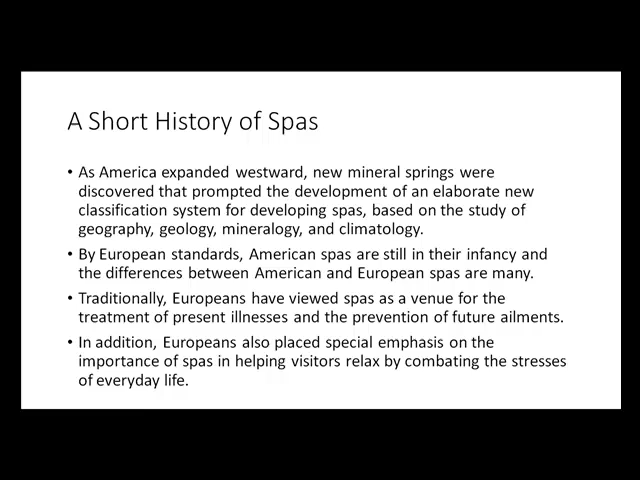 A Short History of Spas
• As America expanded westward, new mineral springs were
discovered that prompted the development of an elaborate new
classification system for developing spas, based on the study of
geography, geology, mineralogy, and climatology.
• By European standards, American spas are still in their infancy and
the differences between American and European spas are many.
• Traditionally, Europeans have viewed spas as a venue for the
treatment of present illnesses and the prevention of future ailments.
• In addition, Europeans also placed special emphasis on the
importance of spas in helping visitors relax by combating the stresses
of everyday life.